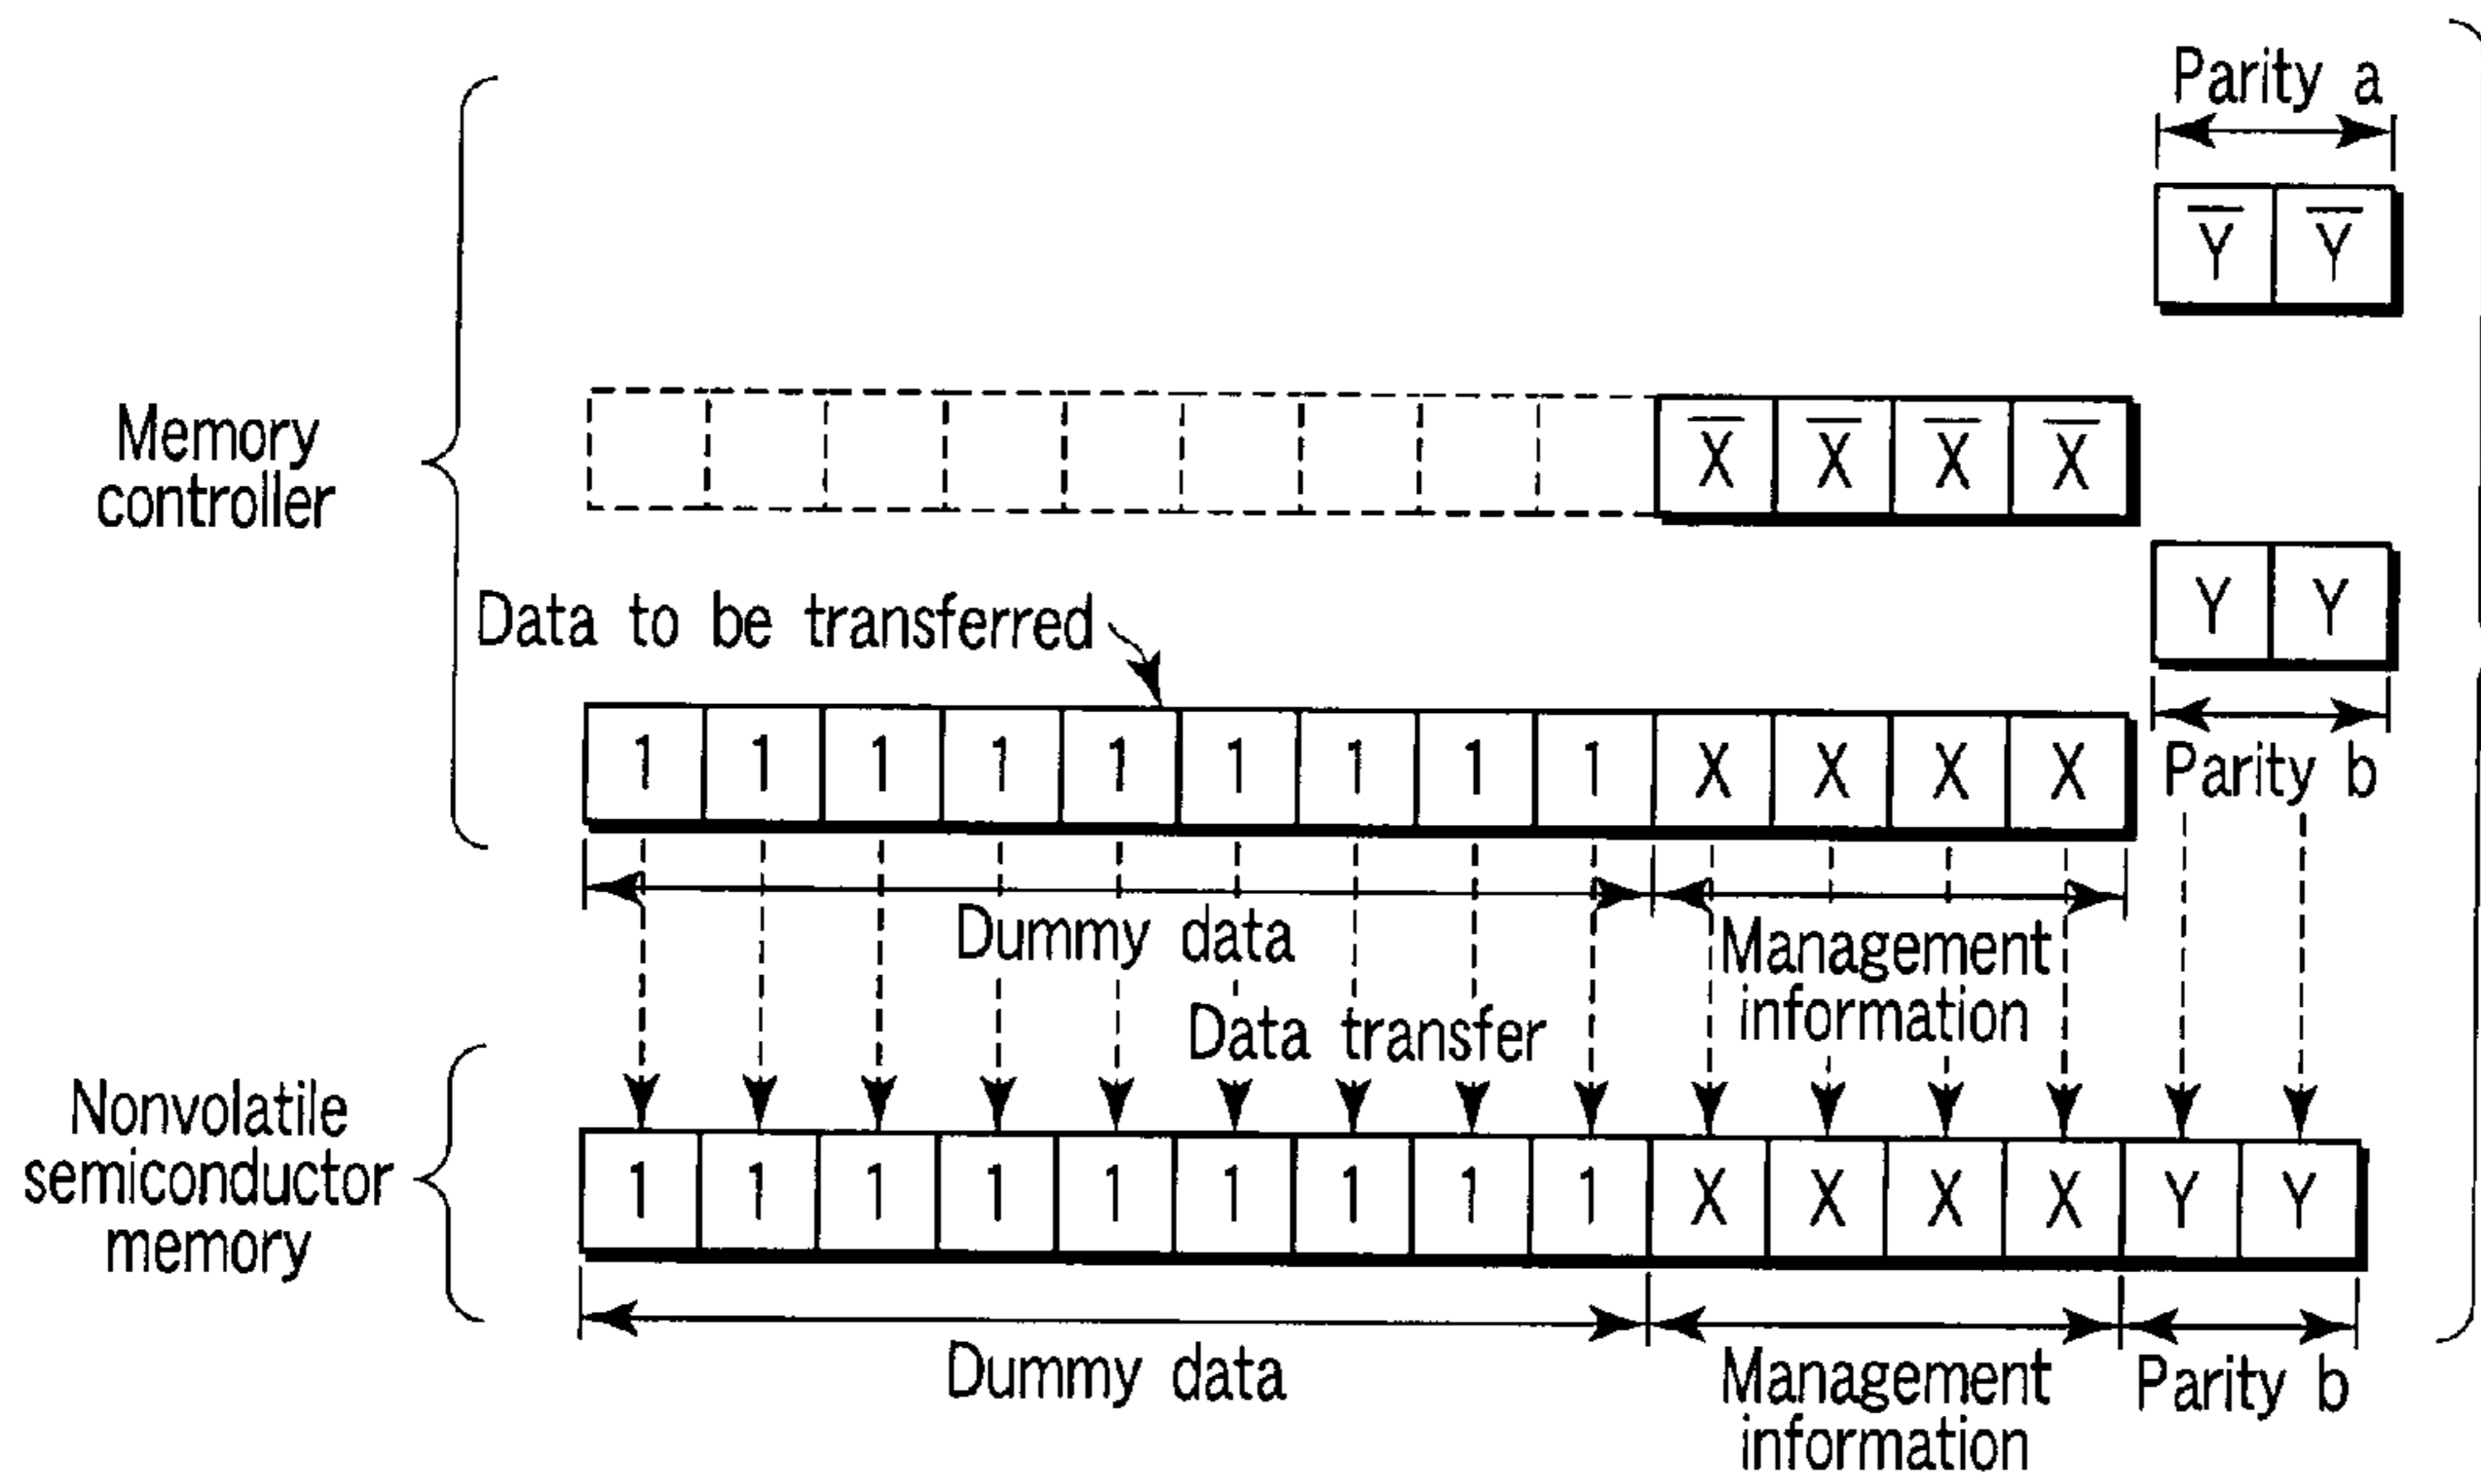 Parity a
Y̅ Y̅
Memory
controller
X̅ X̅ X̅ X̅
Y Y
Data to be transferred
1 1 1 1 1 1 1 1 1 X X X X
Parity b
Dummy data
Management
information
Data transfer
Nonvolatile
semiconductor
memory
1 1 1 1 1 1 1 1 1 X X X X Y Y
Dummy data
Management
information
Parity b